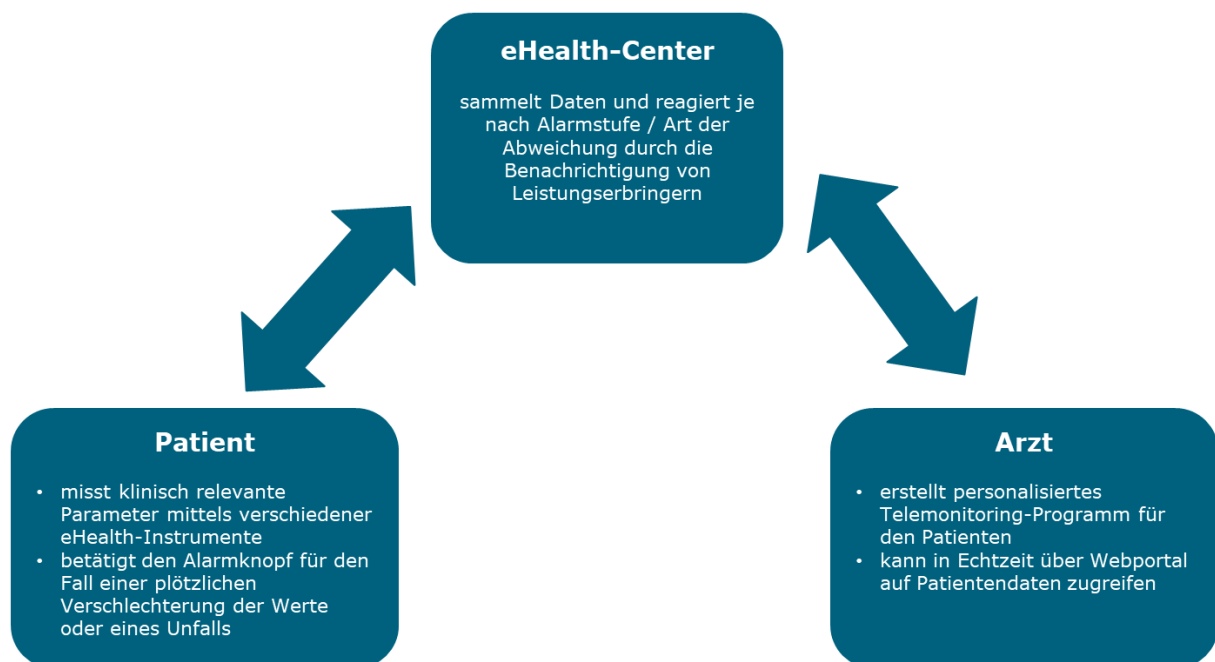 eHealth-Center
sammelt Daten und reagiert je
nach Alarmstufe / Art der
Abweichung durch die
Benachrichtigung von
Leistungserbringern
Patient
• misst klinisch relevante
Parameter mittels verschiedener
eHealth-Instrumente
• betätigt den Alarmknopf für den
Fall einer plötzlichen
Verschlechterung der Werte
oder eines Unfalls
Arzt
• erstellt personalisiertes
Telemonitoring-Programm für
den Patienten
• kann in Echtzeit über Webportal
auf Patientendaten zugreifen